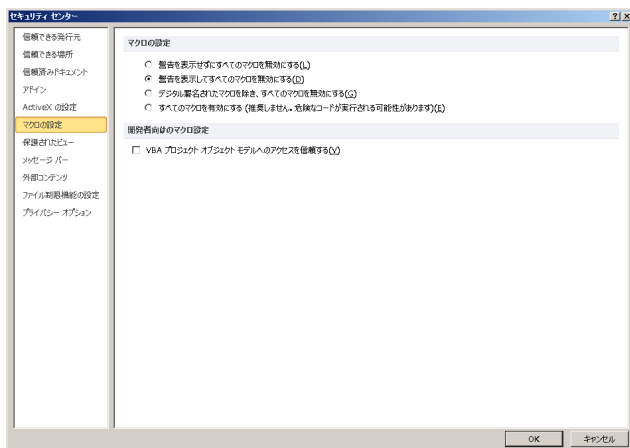 セキュリティ センター
信頼できる発行元
信頼できる場所
信頼済みドキュメント
アドイン
ActiveX の設定
マクロの設定
保護されたビュー
メッセージ バー
外部コンテンツ
ファイル制限機能の設定
プライバシー オプション
マクロの設定
警告を表示せずにすべてのマクロを無効にする(L)
警告を表示してすべてのマクロを無効にする(D)
デジタル署名されたマクロを除き、すべてのマクロを無効にする(G)
すべてのマクロを有効にする (推奨しません。危険なコードが実行される可能性があります)(E)
開発者向けのマクロ設定
VBA プロジェクト オブジェクト モデルへのアクセスを信頼する(V)
OK
キャンセル